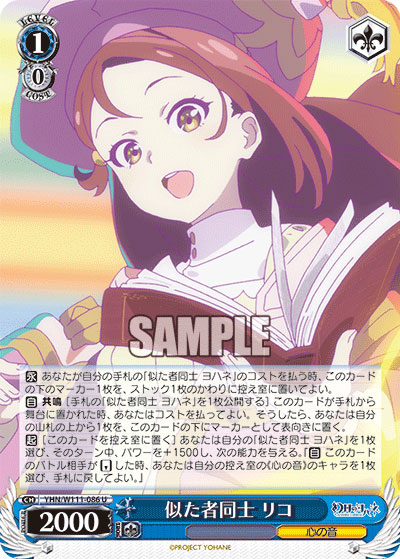 LEVEL
1
0
COST
SAMPLE
永 あなたが自分の手札の「似た者同士 ヨハネ」のコストを払う時、このカード
の下のマーカー1枚を、ストック1枚のかわりに控え室に置いてよい。
自 共鳴 [手札の「似た者同士 ヨハネ」を1枚公開する] このカードが手札から
舞台に置かれた時、あなたはコストを払ってよい。そうしたら、あなたは自分
の山札の上から1枚を、このカードの下にマーカーとして表向きに置く。
起 [このカードを控え室に置く] あなたは自分の「似た者同士 ヨハネ」を1枚
選び、そのターン中、パワーを+1500し、次の能力を与える。『自 この
カードのバトル相手が した時、あなたは自分の控え室の《心の音》のキャラを1枚
選び、手札に戻す。』
CH YHN/W111-086 U
2000
似た者同士 リコ
心の音
©PROJECT YOHANE